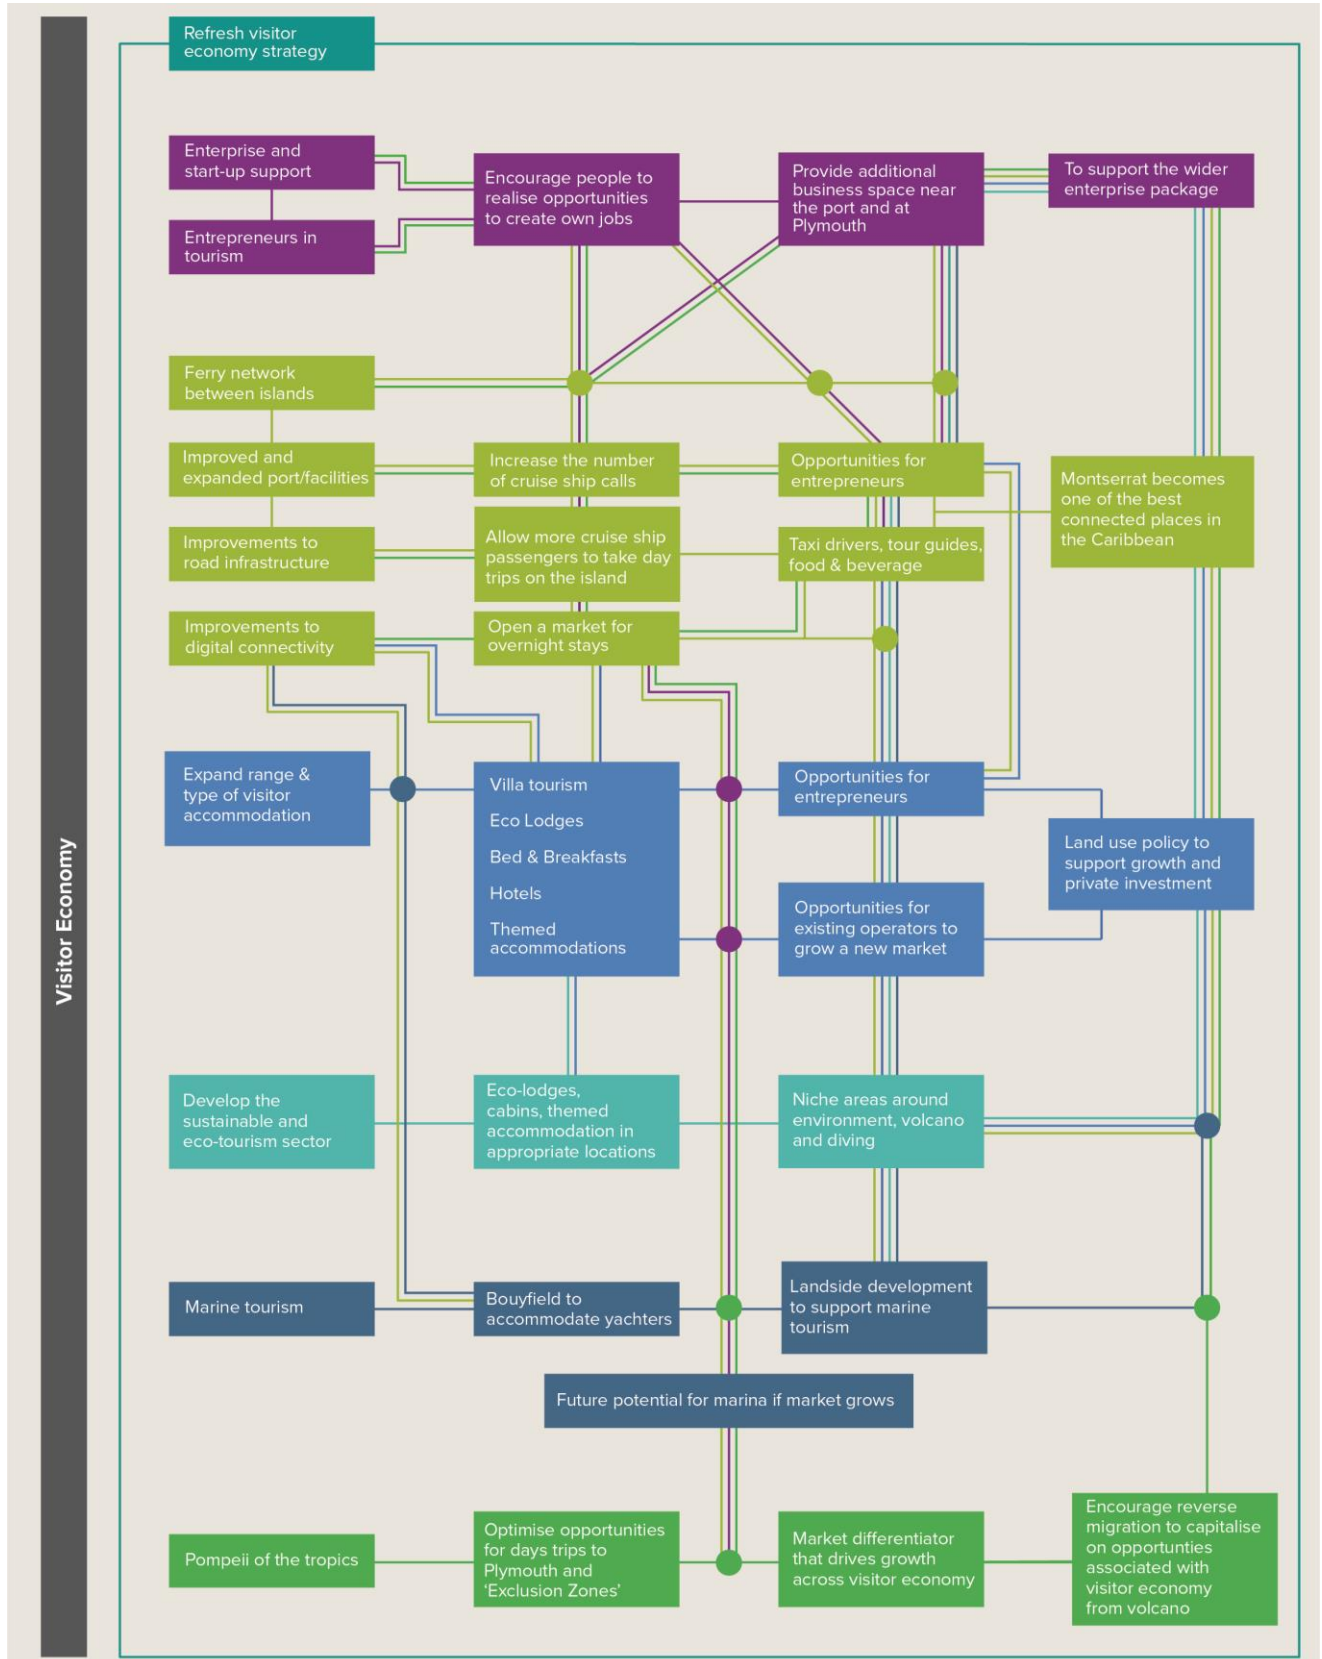 Visitor Economy
Refresh visitor
economy strategy
Enterprise and
start-up support
Entrepreneurs in
tourism
Encourage people to
realise opportunities
to create own jobs
Provide additional
business space near
the port and at
Plymouth
To support the wider
enterprise package
Ferry network
between islands
Improved and
expanded port/facilities
Increase the number
of cruise ship calls
Opportunities for
entrepreneurs
Montserrat becomes
one of the best
connected places in
the Caribbean
Improvements to
road infrastructure
Allow more cruise ship
passengers to take day
trips on the island
Taxi drivers, tour guides,
food & beverage
Improvements to
digital connectivity
Open a market for
overnight stays
Expand range &
type of visitor
accommodation
Villa tourism
Eco Lodges
Bed & Breakfasts
Hotels
Themed
accommodations
Opportunities for
entrepreneurs
Opportunities for
existing operators to
grow a new market
Land use policy to
support growth and
private investment
Develop the
sustainable and
eco-tourism sector
Eco-lodges,
cabins, themed
accommodation in
appropriate locations
Niche areas around
environment, volcano
and diving
Marine tourism
Bouyfield to
accommodate yachters
Landside development
to support marine
tourism
Future potential for marina if market grows
Pompeii of the tropics
Optimise opportunities
for days trips to
Plymouth and
‘Exclusion Zones’
Market differentiator
that drives growth
across visitor economy
Encourage reverse
migration to capitalise
on opportunties
associated with
visitor economy
from volcano